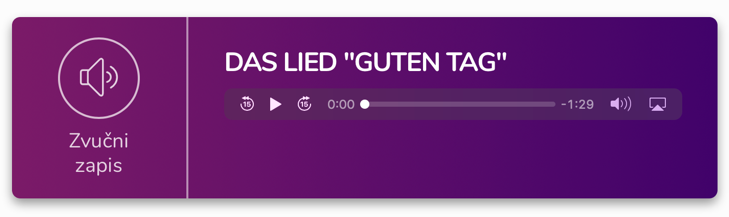 Zvučni
zapis
DAS LIED "GUTEN TAG"
15
15
0:00
-1:29